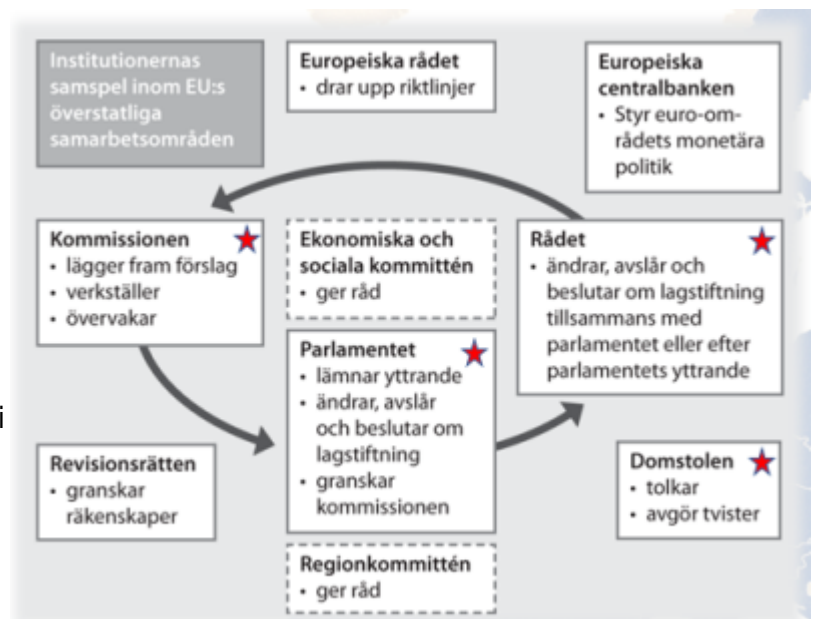 Institutionernas
samspel inom EU:s
överstatliga
samarbetsområden
Europeiska rådet
• drar upp riktlinjer
Europeiska
centralbanken
• Styr euro-om-
rådets monetära
politik
Kommissionen
• lägger fram förslag
• verkställer
• övervakar
Ekonomiska och
sociala kommittén
• ger råd
Rådet
• ändrar, avslår och
beslutar om lagstiftning
tillsammans med
parlamentet eller efter
parlamentets yttrande
Parlamentet
• lämnar yttrande
• ändrar, avslår
och beslutar om
lagstiftning
• granskar
kommissionen
i
Revisionsrätten
• granskar
räkenskaper
Domstolen
• tolkar
• avgör tvister
Regionkommittén
• ger råd